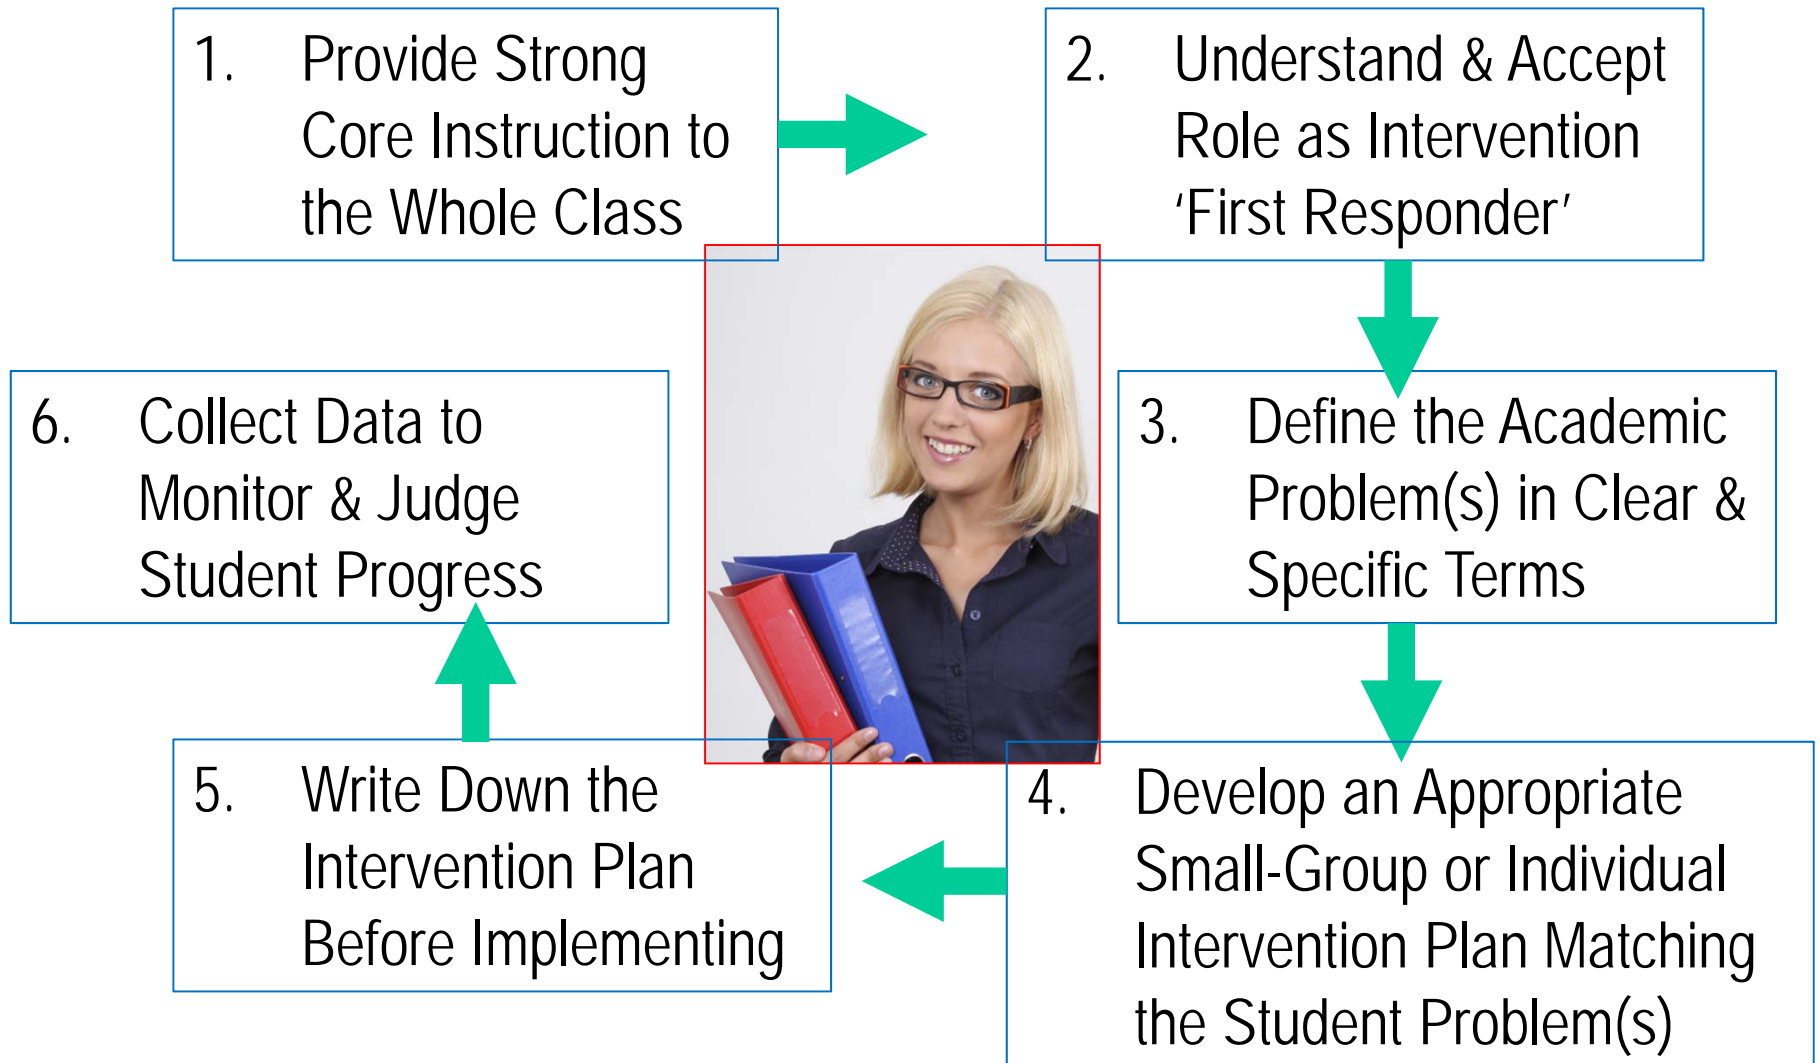 1. Provide Strong
Core Instruction to
the Whole Class
2. Understand & Accept
Role as Intervention
‘First Responder’
3. Define the Academic
Problem(s) in Clear &
Specific Terms
4. Develop an Appropriate
Small-Group or Individual
Intervention Plan Matching
the Student Problem(s)
5. Write Down the
Intervention Plan
Before Implementing
6. Collect Data to
Monitor & Judge
Student Progress